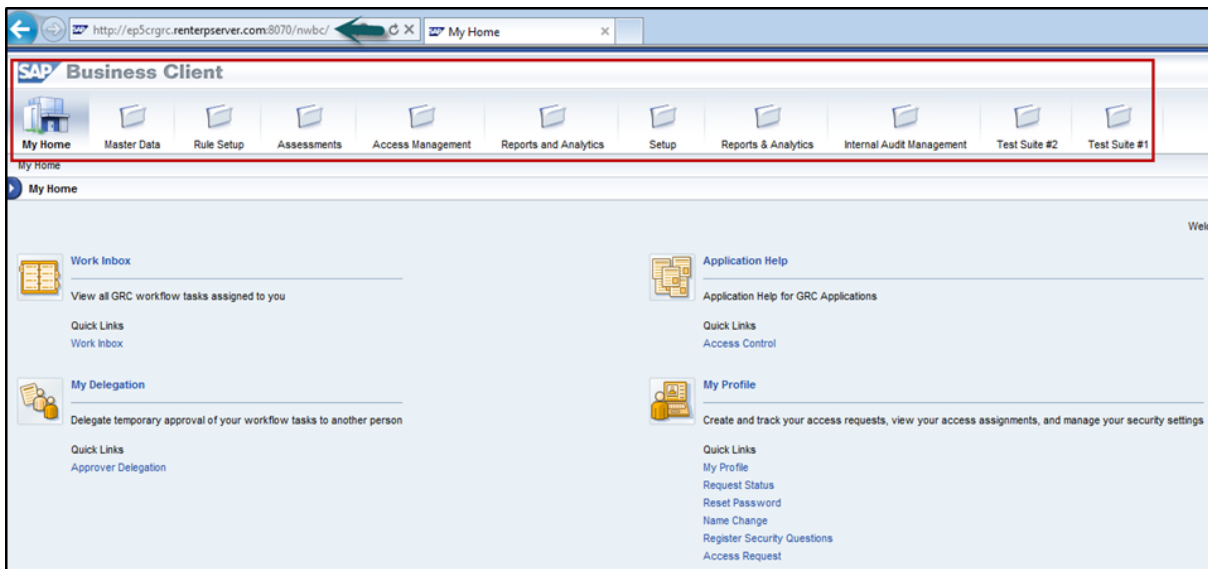 http://ep5crgrc.renterpserver.com:8070/nwbc/
My Home
SAP Business Client
My Home Master Data Rule Setup Assessments Access Management Reports and Analytics Setup Reports & Analytics Internal Audit Management Test Suite #2 Test Suite #1
My Home
My Home
Work Inbox
View all GRC workflow tasks assigned to you
Quick Links
Work Inbox
My Delegation
Delegate temporary approval of your workflow tasks to another person
Quick Links
Approver Delegation
Application Help
Application Help for GRC Applications
Quick Links
Access Control
My Profile
Create and track your access requests, view your access assignments, and manage your security settings
Quick Links
My Profile
Request Status
Reset Password
Name Change
Register Security Questions
Access Request